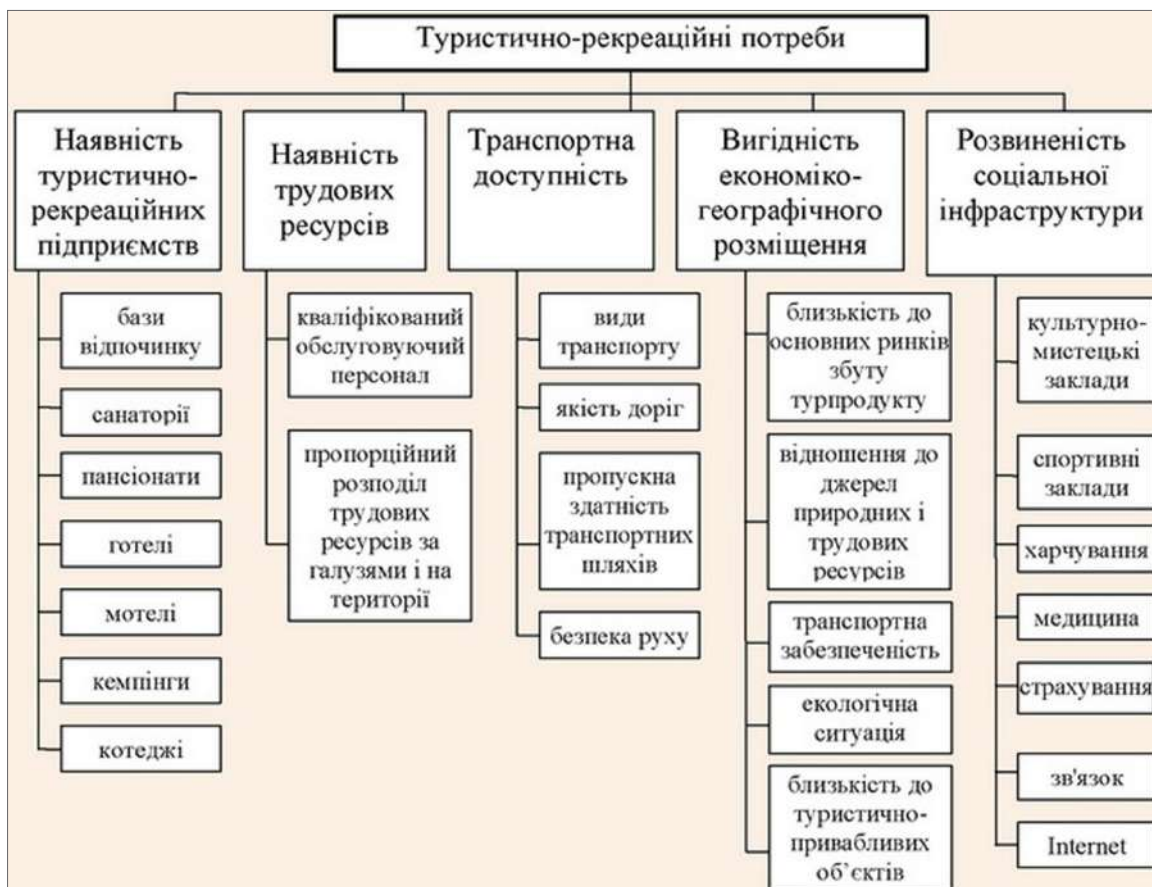 Туристично-рекреаційні потреби
Наявність
туристично-
рекреаційних
підприємств
бази
відпочинку
санаторії
пансіонати
готелі
мотелі
кемпінги
котеджі
Наявність
трудових
ресурсів
кваліфікований
обслуговуючий
персонал
пропорційний
розподіл
трудових
ресурсів за
галузями і на
території
Транспортна
доступність
види
транспорту
якість доріг
пропускна
здатність
транспортних
шляхів
безпека руху
Вигідність
економіко-
географічного
розміщення
близькість до
основних ринків
збуту
турпродукту
відношення до
джерел
природних і
трудових
ресурсів
транспортна
забезпеченість
екологічна
ситуація
близькість до
туристично-
привабливих
об’єктів
Розвиненість
соціальної
інфраструктури
культурно-
мистецькі
заклади
спортивні
заклади
харчування
медицина
страхування
зв'язок
Internet